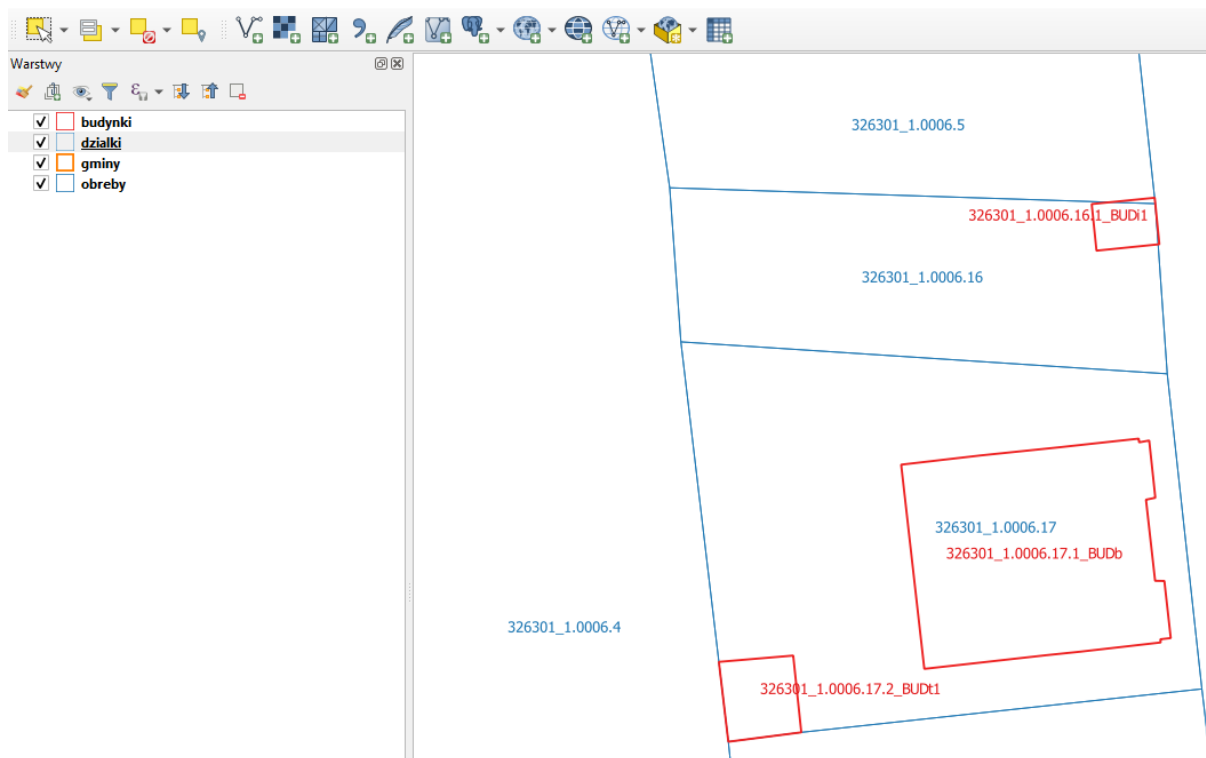 Warstwy
budynki
dzialki
gminy
obreby
326301_1.0006.5
326301_1.0006.16.1_BUDi1
326301_1.0006.16
326301_1.0006.17
326301_1.0006.17.1_BUDb
326301_1.0006.4
326301_1.0006.17.2_BUDt1